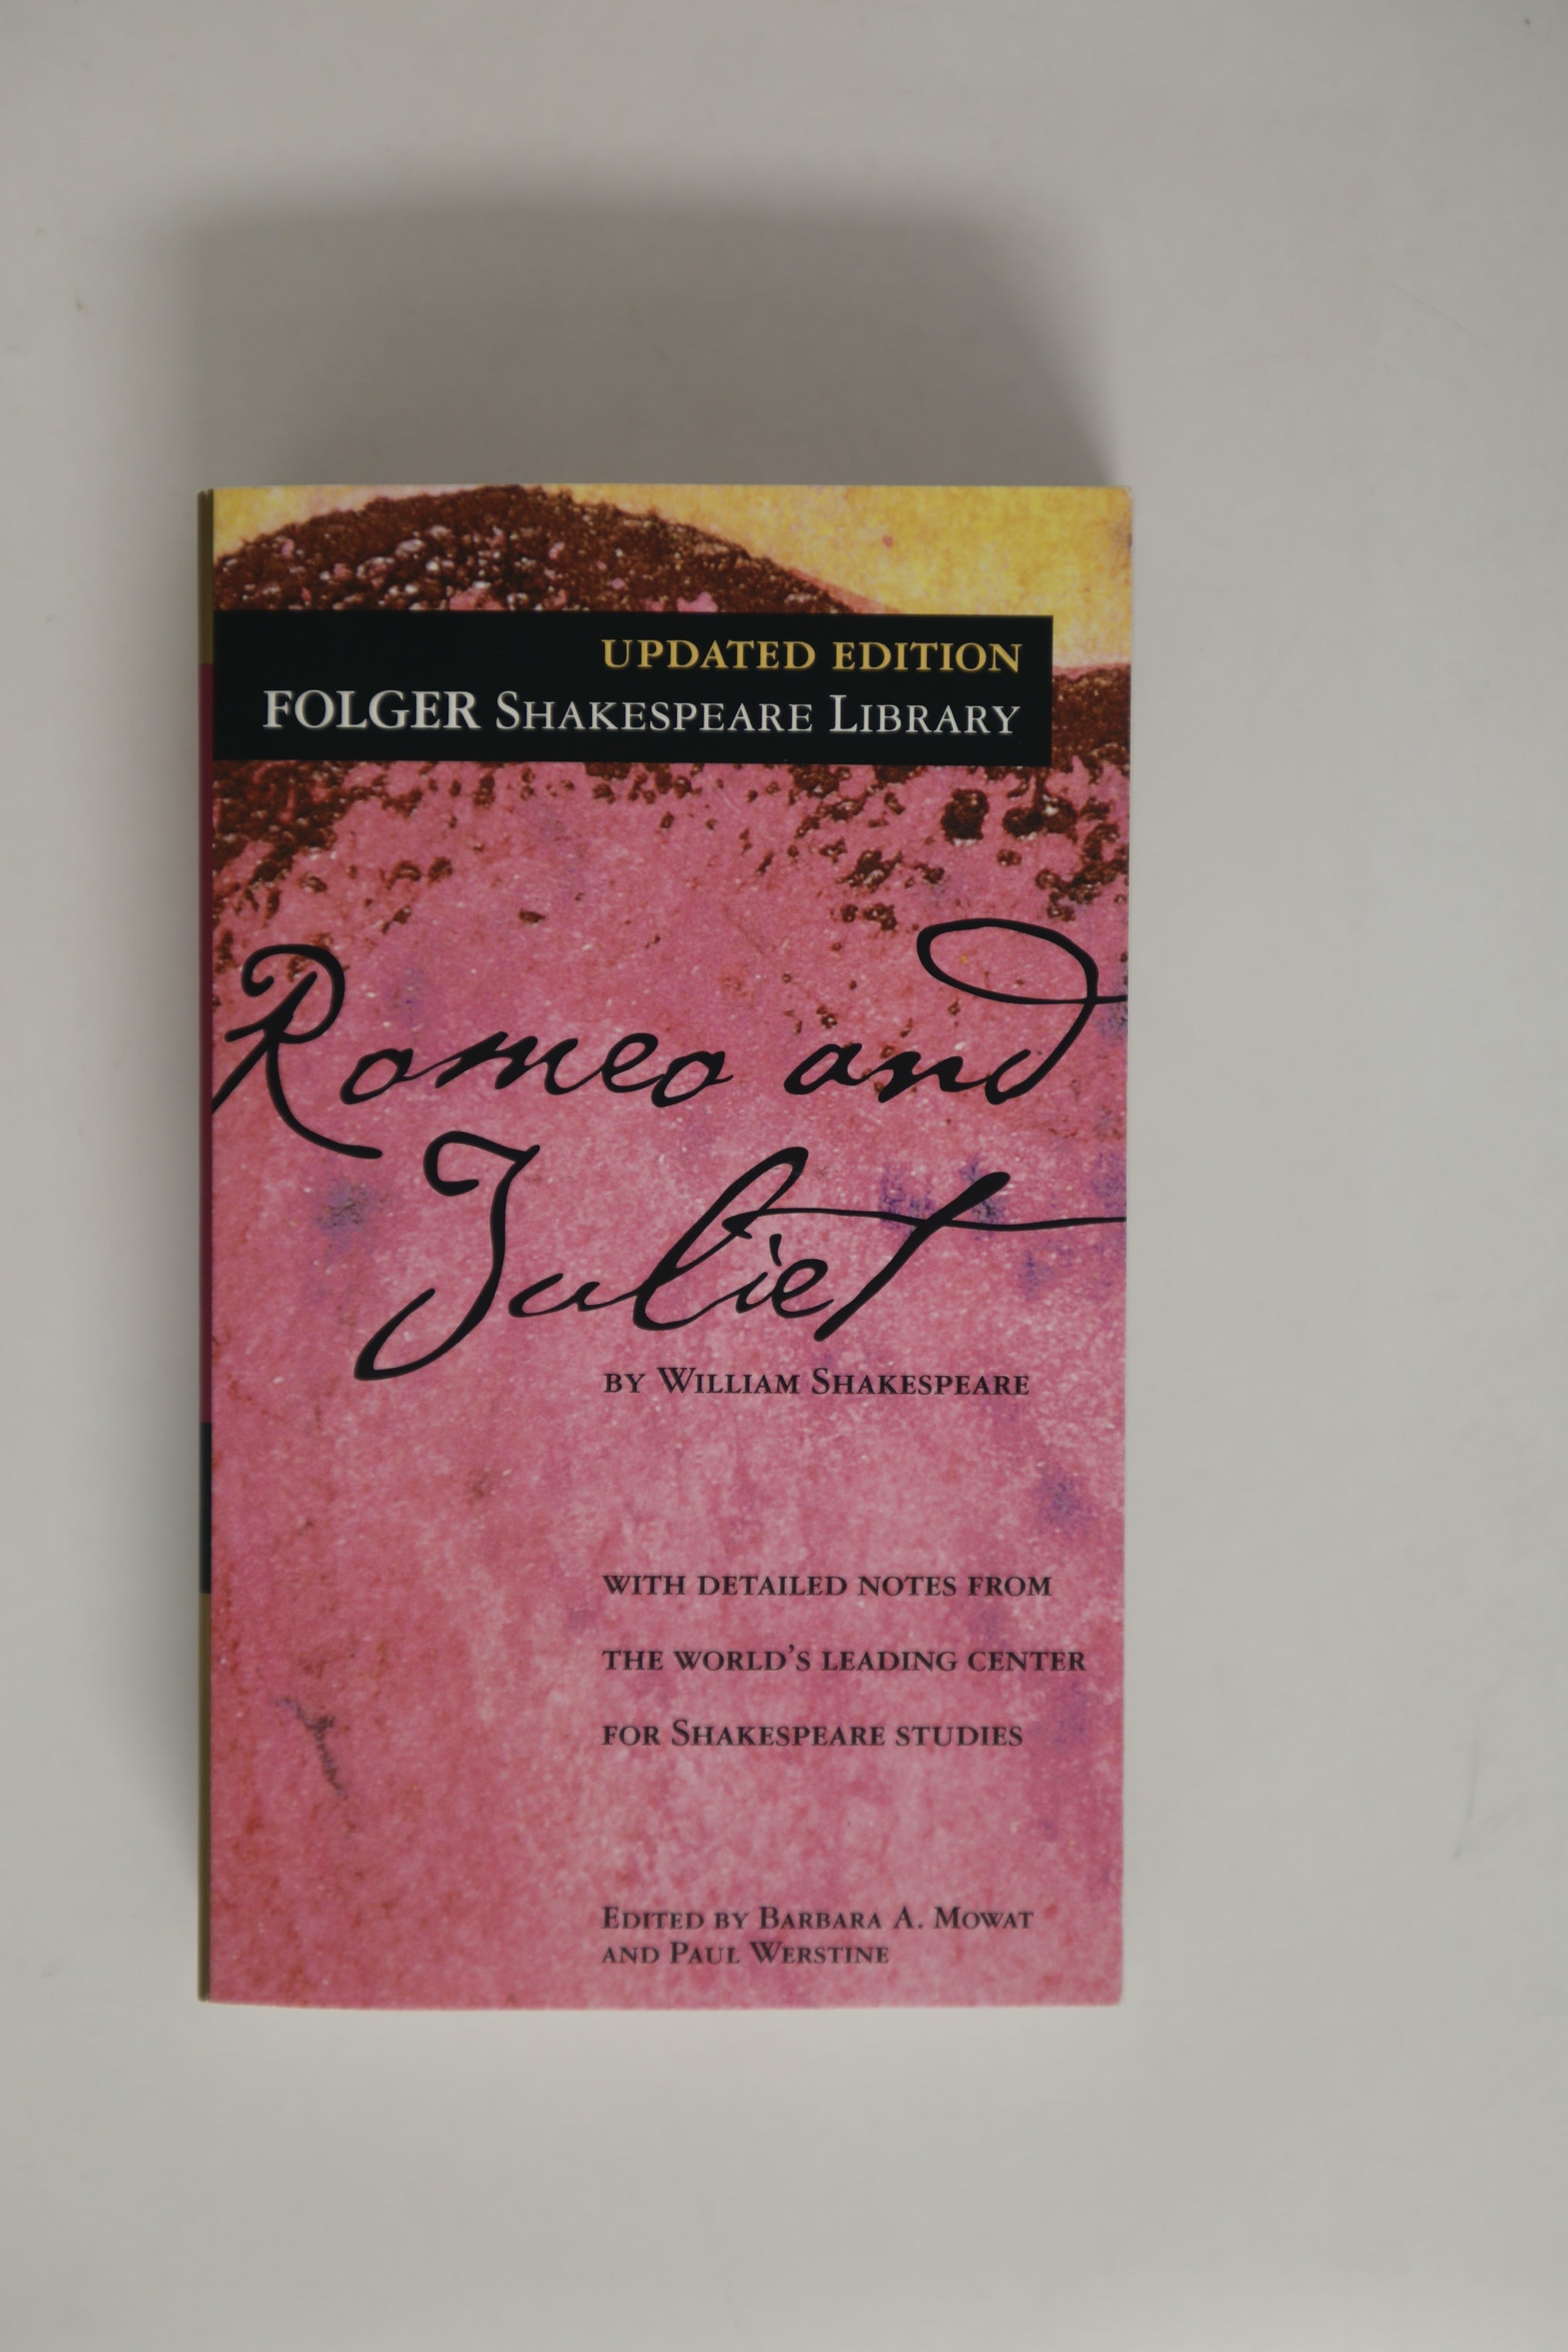 UPDATED EDITION
FOLGER SHAKESPEARE LIBRARY
Romeo and
Juliet
BY WILLIAM SHAKESPEARE
WITH DETAILED NOTES FROM
THE WORLD'S LEADING CENTER
FOR SHAKESPEARE STUDIES
EDITED BY BARBARA A. MOWAT
AND PAUL WERSTINE